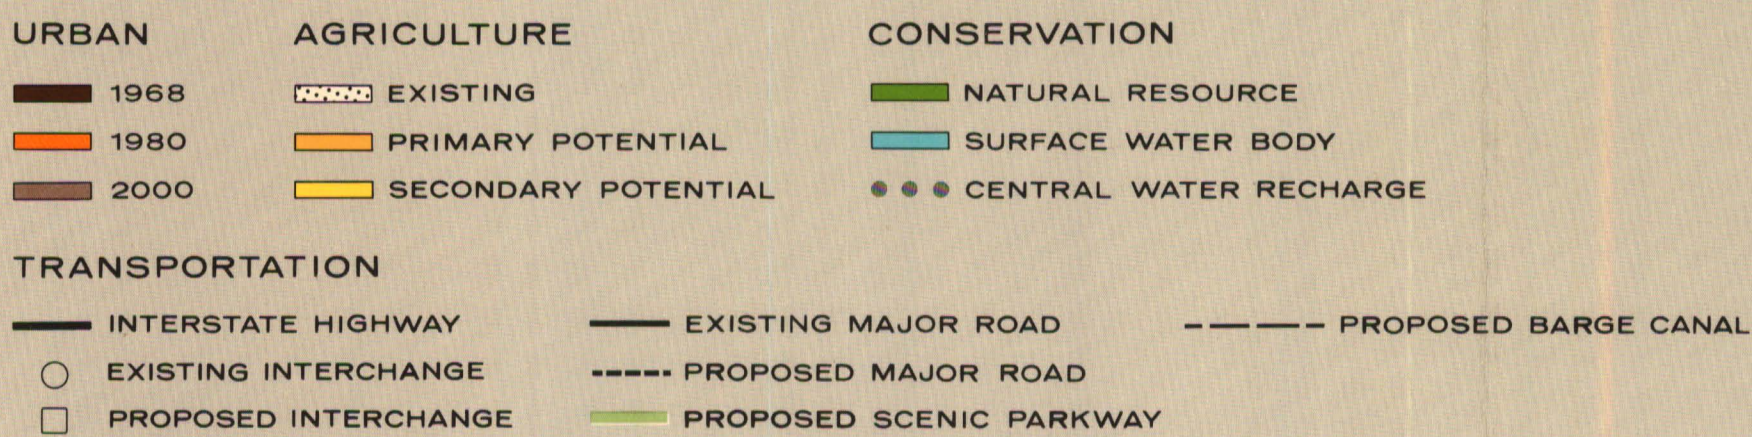 URBAN
1968
1980
2000
AGRICULTURE
EXISTING
PRIMARY POTENTIAL
SECONDARY POTENTIAL
CONSERVATION
NATURAL RESOURCE
SURFACE WATER BODY
CENTRAL WATER RECHARGE
TRANSPORTATION
INTERSTATE HIGHWAY
EXISTING INTERCHANGE
PROPOSED INTERCHANGE
EXISTING MAJOR ROAD
PROPOSED MAJOR ROAD
PROPOSED SCENIC PARKWAY
PROPOSED BARGE CANAL